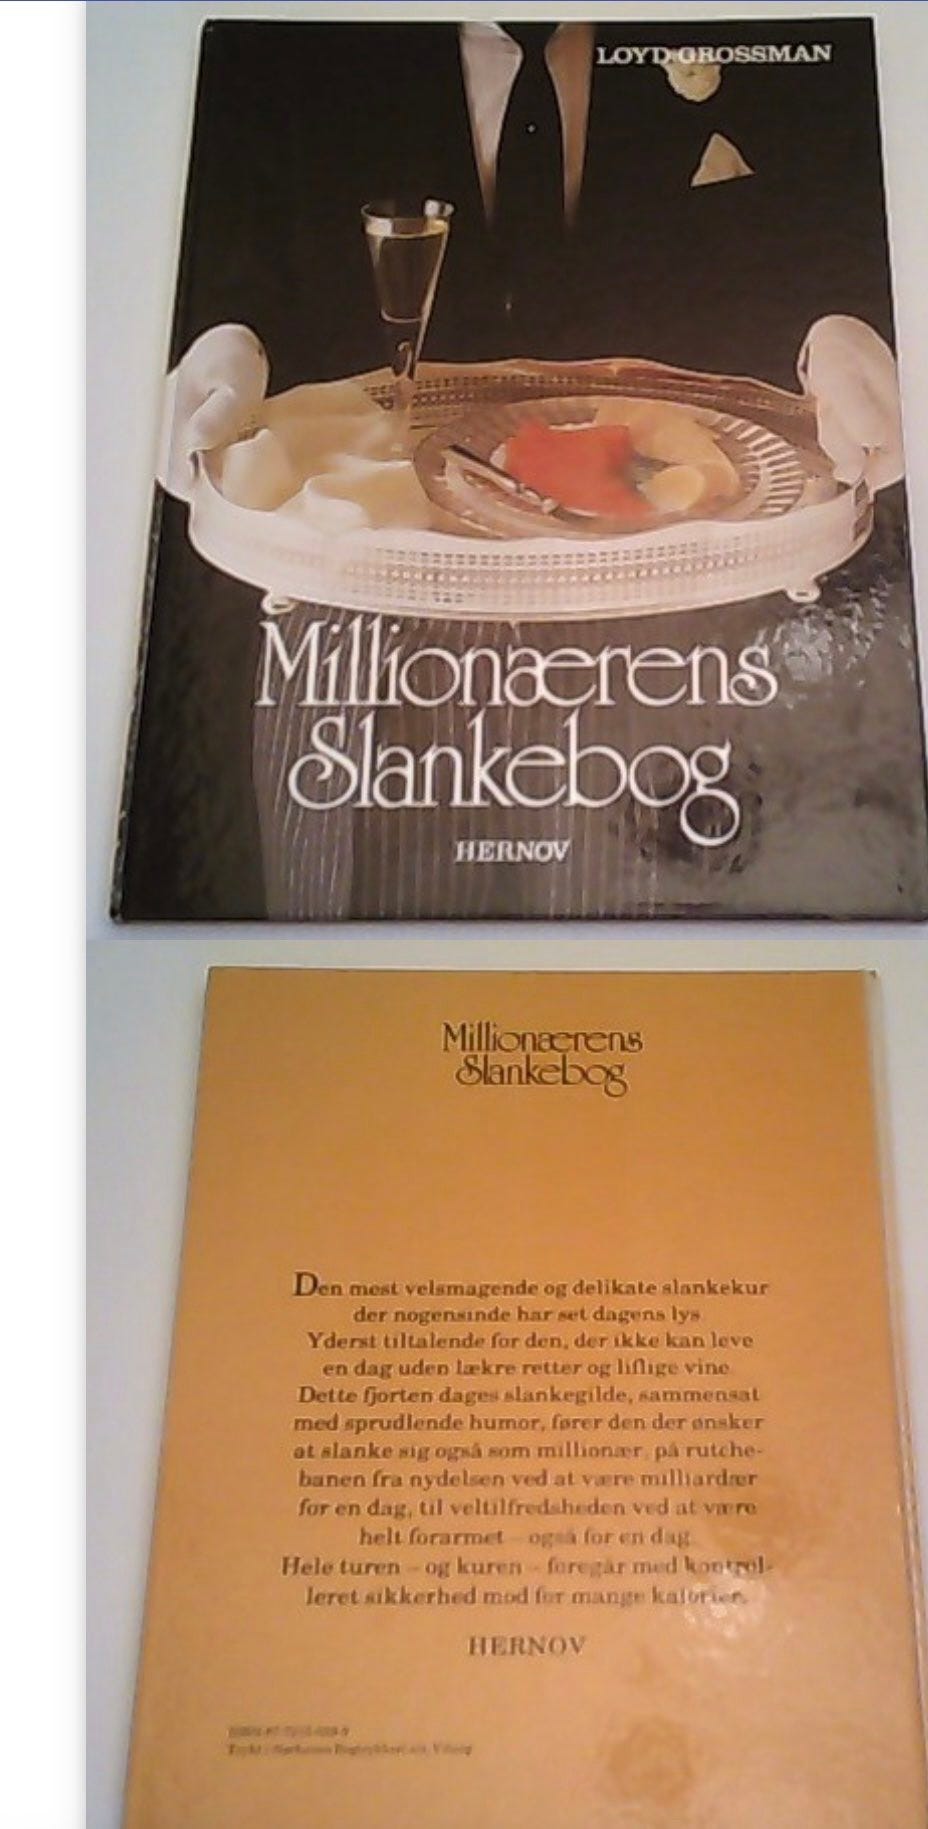 LOYD GROSSMAN
Millionærens
Slankebog
HERNOV
Millionærens
Slankebog
Den mest velsmagende og delikate slankekur
der nogensinde har set dagens lys.
Yderst tiltalende for den, der ikke kan leve
en dag uden lækre retter og liflige vine.
Dette fjorten dages slankegilde, sammensat
med sprudlende humor, fører den der ønsker
at slanke sig også som millionær, på rutche-
banen fra nydelsen ved at være milliardær
for en dag, til veltilfredsheden ved at være
helt forarmet – også for en dag.
Hele turen – og kuren – foregår med kontrol-
leret sikkerhed mod for mange kalorier.
HERNOV